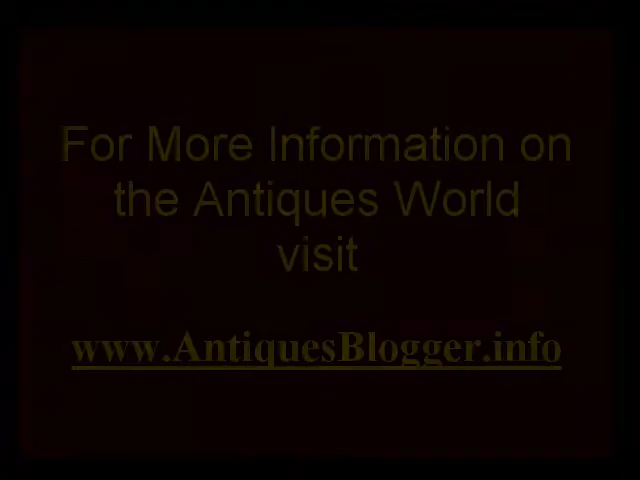 For More Information on
the Antiques World
visit
www.AntiquesBlogger.info